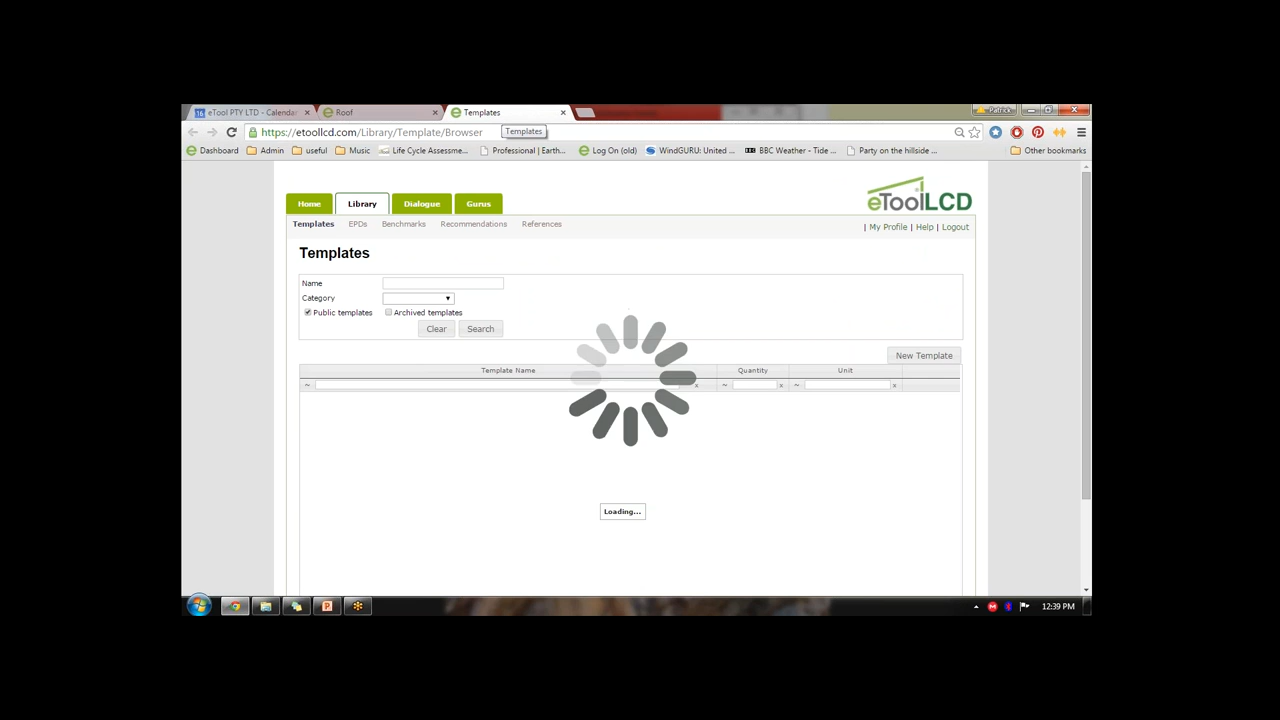 eTool PTY LTD - Calenda
Roof
Templates
Patrick
https://etoollcd.com/Library/Template/Browser
Templates
Dashboard
Admin
useful
Music
Life Cycle Assessme...
Professional | Earth...
Log On (old)
WindGURU: United ...
BBC Weather - Tide ...
Party on the hillside ...
Other bookmarks
Home
Library
Dialogue
Gurus
eToolLCD
Templates
EPDs
Benchmarks
Recommendations
References
| My Profile | Help | Logout
Templates
Name
Category
Public templates
Archived templates
Clear
Search
New Template
Template Name
Quantity
Unit
~ x ~ x ~ x
Loading...
12:39 PM